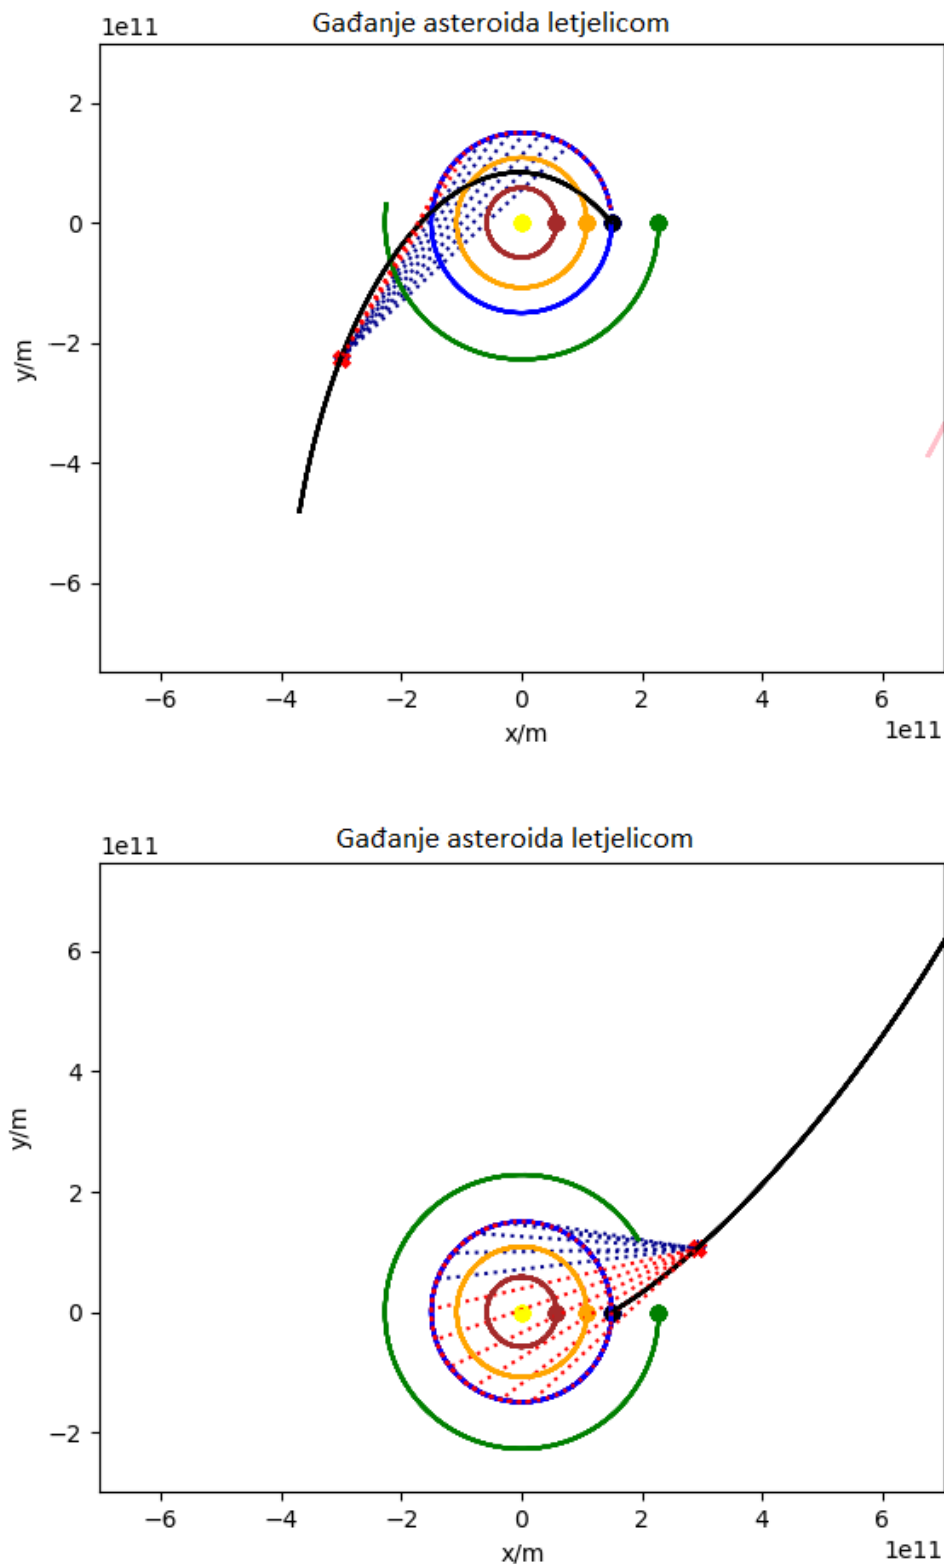 Gađanje asteroida letjelicom
1e11
2
0
−2
−4
−6
y/m
−6 −4 −2 0 2 4 6
x/m
1e11
Gađanje asteroida letjelicom
1e11
6
4
2
0
−2
y/m
−6 −4 −2 0 2 4 6
x/m
1e11